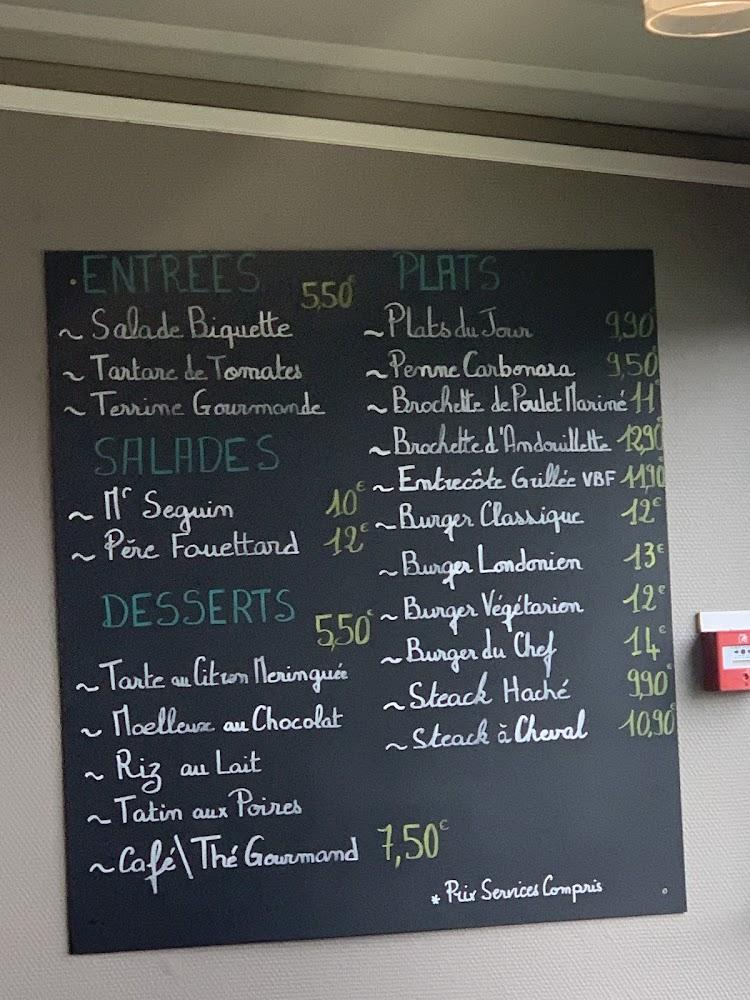 ENTRÉES 5,50€
~ Salade Biquette
~ Tartare de Tomates
~ Terrine Gourmande
SALADES
~ Mr Seguin 10€
~ Père Fouettard 12€
DESSERTS 5,50€
~ Tarte au Citron Meringuée
~ Moelleux au Chocolat
~ Riz au Lait
~ Tatin aux Poires
~ Café\Thé Gourmand 7,50€
PLATS
~ Plats du Jour 9,90€
~ Penne Carbonara 9,50€
~ Brochette de Poulet Mariné 11€
~ Brochette d'Andouillette 12,90€
~ Entrecôte Grillée VBF 11,90€
~ Burger Classique 12€
~ Burger Londonien 13€
~ Burger Végétarien 12€
~ Burger du Chef 14€
~ Steack Haché 9,90€
~ Steack à Cheval 10,90€
* Prix Services Compris